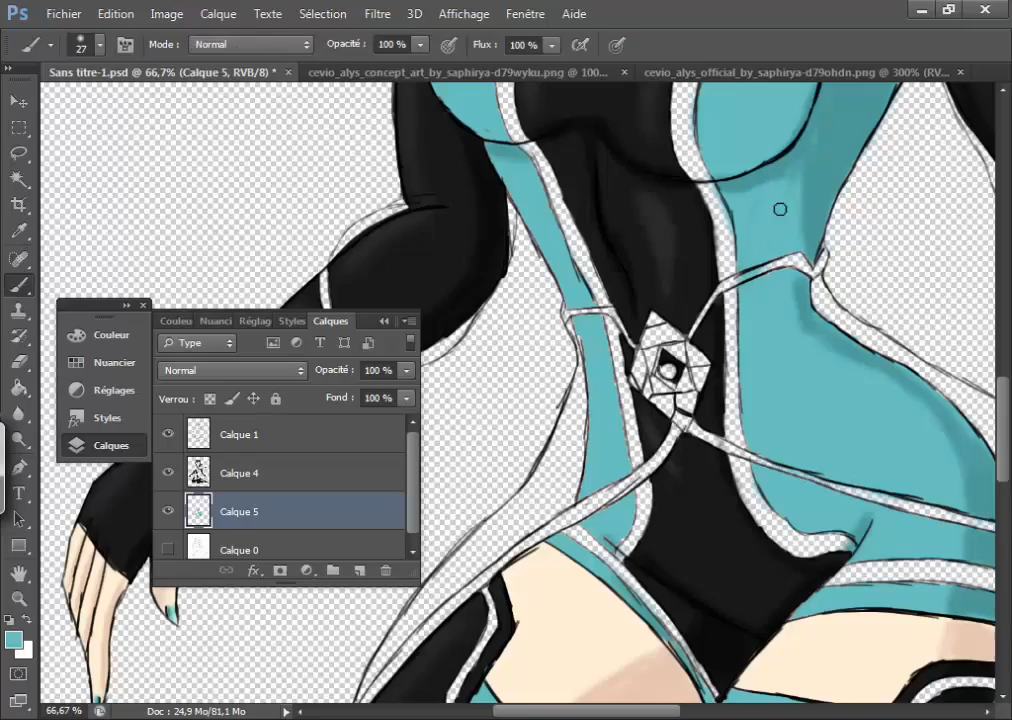 Ps Fichier Edition Image Calque Texte Sélection Filtre 3D Affichage Fenêtre Aide
27 Mode : Normal Opacité : 100 % Flux : 100 %
Sans titre-1.psd @ 66,7% (Calque 5, RVB/8) * × cevio_alys_concept_art_by_saphirya-d79wyku.png @ 100... × cevio_alys_official_by_saphirya-d79ohdn.png @ 300% (RV... ×
Couleur
Nuancier
Réglages
Styles
Calques
Couleu Nuanci Réglag Styles Calques
Type
Normal Opacité : 100 %
Verrou : Fond : 100 %
Calque 1
Calque 4
Calque 5
Calque 0
fx
66,67 % Doc : 24,9 Mo/81,1 Mo